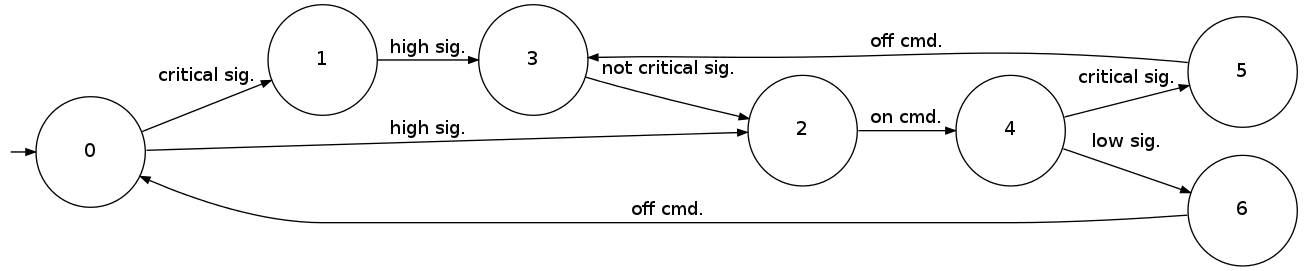 off cmd.
high sig.
1
3
not critical sig.
critical sig.
5
critical sig.
on cmd.
high sig.
2
4
low sig.
0
off cmd.
6